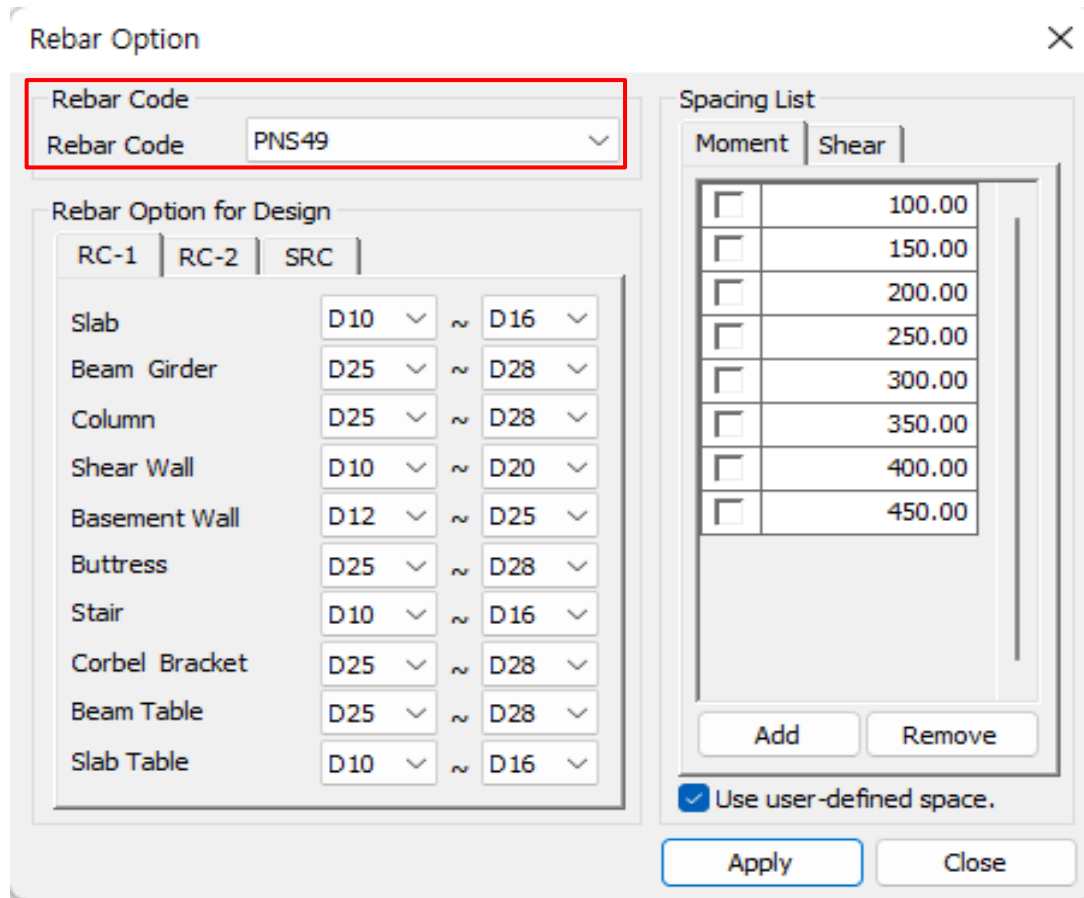 Rebar Option
Rebar Code
Rebar Code PNS49
Rebar Option for Design
RC-1 RC-2 SRC
Slab D10 ~ D16
Beam Girder D25 ~ D28
Column D25 ~ D28
Shear Wall D10 ~ D20
Basement Wall D12 ~ D25
Buttress D25 ~ D28
Stair D10 ~ D16
Corbel Bracket D25 ~ D28
Beam Table D25 ~ D28
Slab Table D10 ~ D16
Spacing List
Moment Shear
100.00
150.00
200.00
250.00
300.00
350.00
400.00
450.00
Add Remove
Use user-defined space.
Apply Close